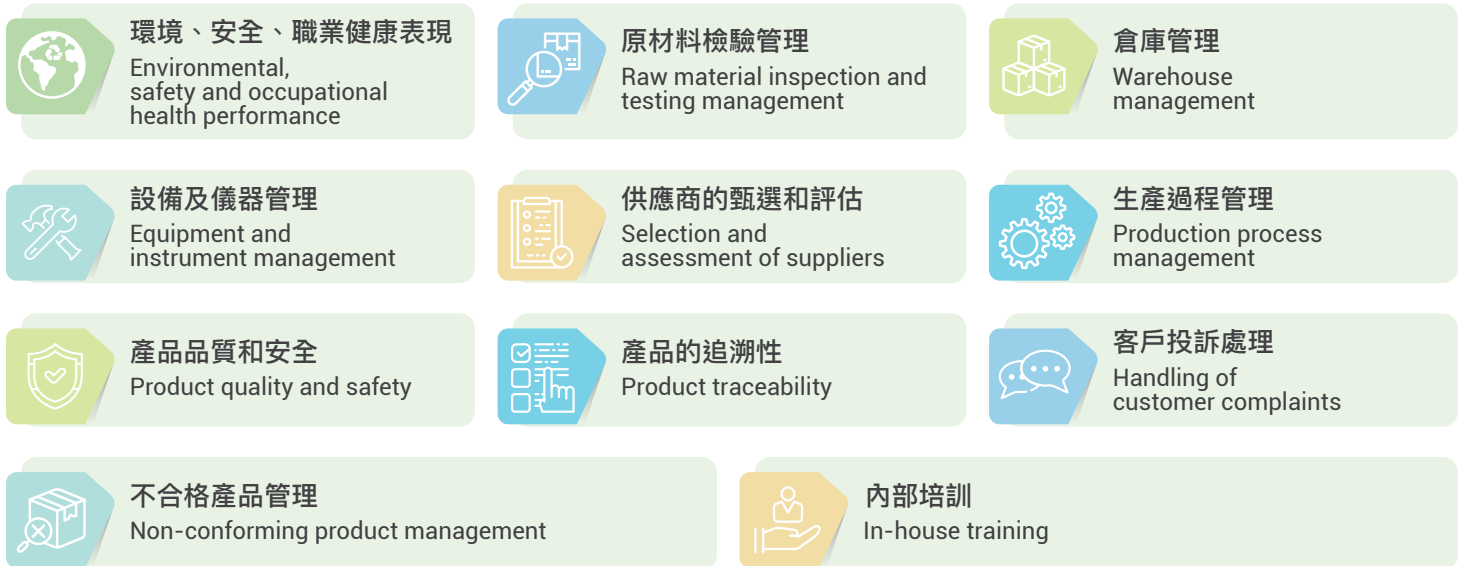 環境、安全、職業健康表現
Environmental,
safety and occupational
health performance
原材料檢驗管理
Raw material inspection and
testing management
倉庫管理
Warehouse
management
設備及儀器管理
Equipment and
instrument management
供應商的甄選和評估
Selection and
assessment of suppliers
生產過程管理
Production process
management
產品品質和安全
Product quality and safety
產品的追溯性
Product traceability
客戶投訴處理
Handling of
customer complaints
不合格產品管理
Non-conforming product management
內部培訓
In-house training